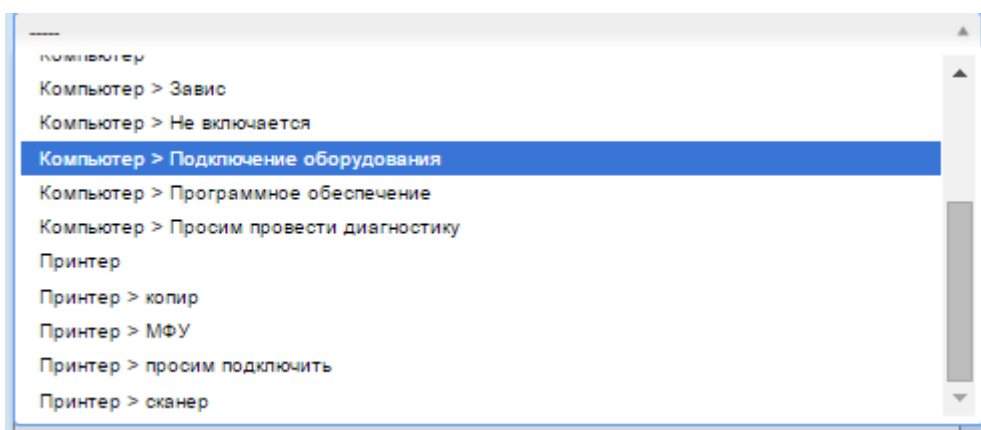 -----
Компьютер
Компьютер > Завис
Компьютер > Не включается
Компьютер > Подключение оборудования
Компьютер > Программное обеспечение
Компьютер > Просим провести диагностику
Принтер
Принтер > копир
Принтер > МФУ
Принтер > просим подключить
Принтер > сканер